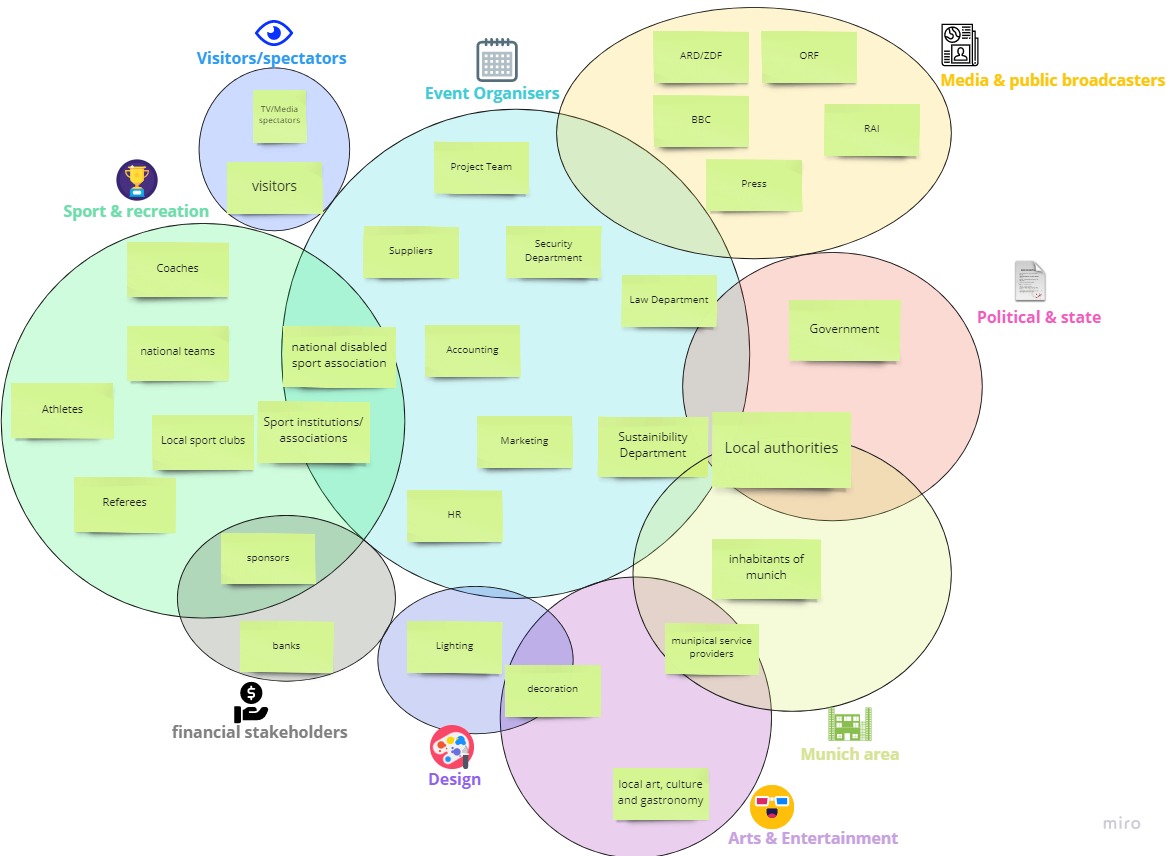 Visitors/spectators
TV/Media
spectators
visitors
Event Organisers
Project Team
Suppliers
Security
Department
Law Department
Accounting
Marketing
Sustainibility
Department
HR
Media & public broadcasters
ARD/ZDF
ORF
BBC
RAI
Press
Sport & recreation
Coaches
national teams
national disabled
sport association
Athletes
Local sport clubs
Sport institutions/
associations
Referees
Political & state
Government
Local authorities
inhabitants of
munich
munipical service
providers
Munich area
sponsors
banks
financial stakeholders
Lighting
decoration
Design
local art, culture
and gastronomy
Arts & Entertainment
miro